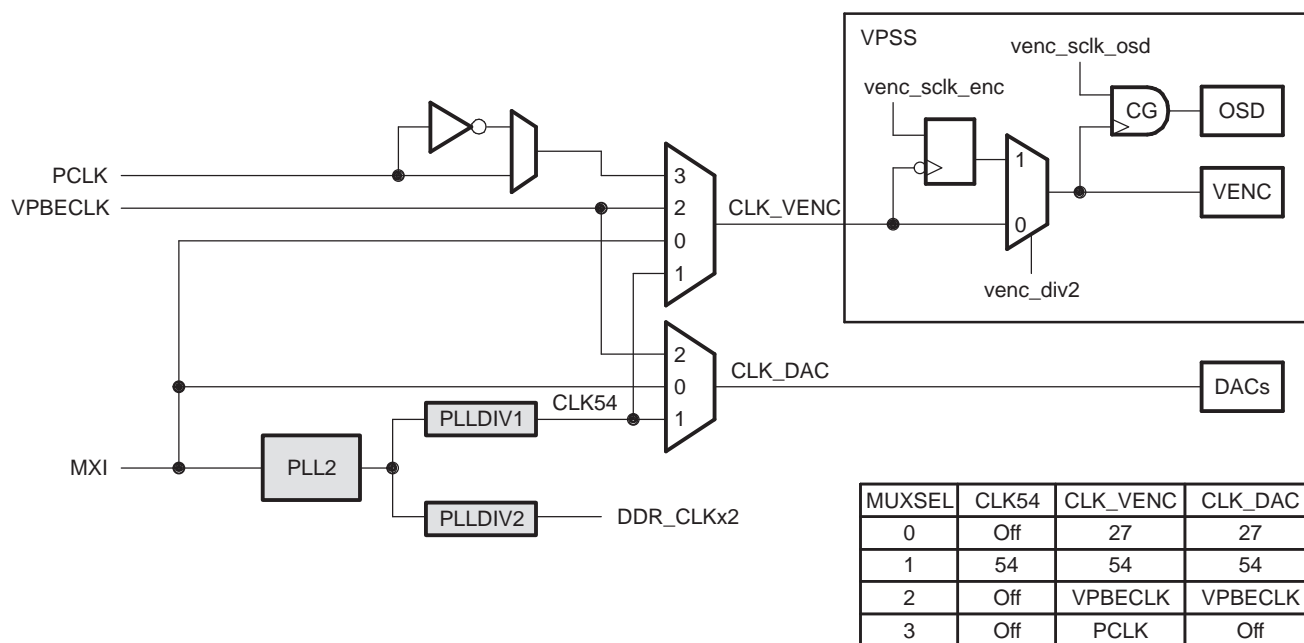 VPSS
venc_sclk_osd
venc_sclk_enc
CG
OSD
PCLK
VPBECLK
3
2
0
1
CLK_VENC
1
0
VENC
venc_div2
2
0
1
CLK_DAC
DACs
CLK54
PLLDIV1
MXI
PLL2
PLLDIV2
DDR_CLKx2
MUXSEL CLK54 CLK_VENC CLK_DAC
0 Off 27 27
1 54 54 54
2 Off VPBECLK VPBECLK
3 Off PCLK Off